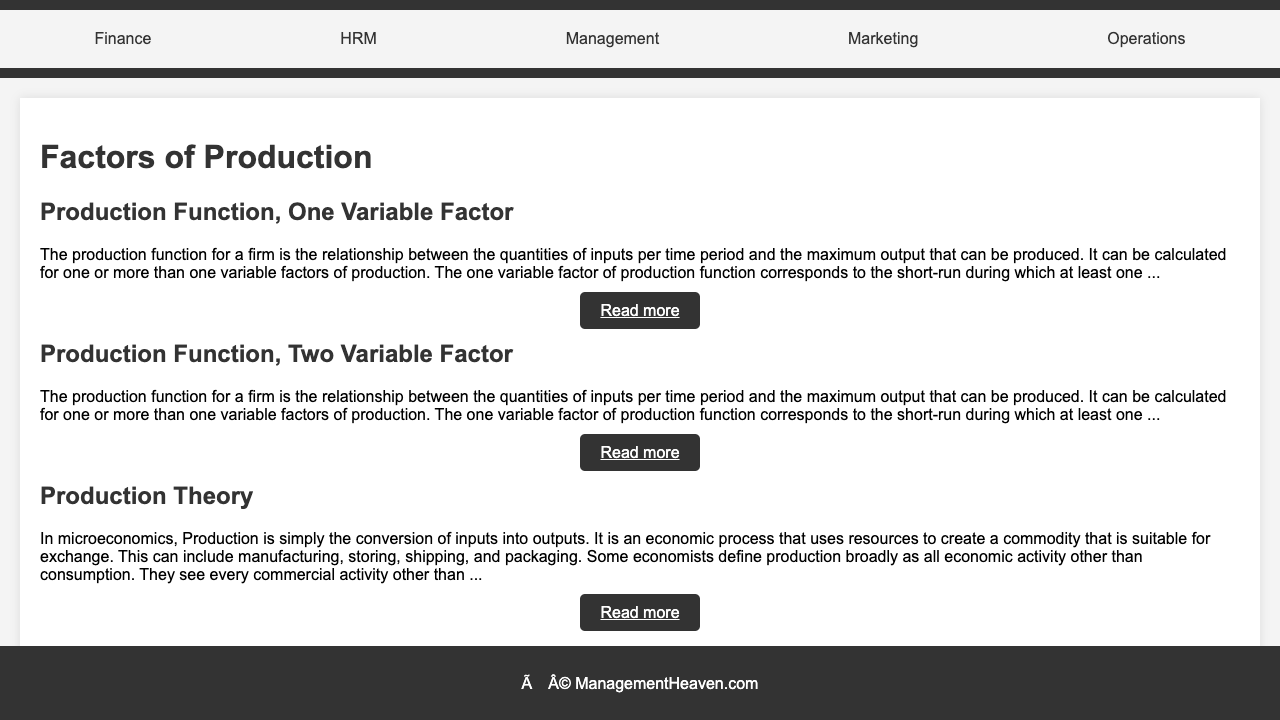 Finance HRM Management Marketing Operations
Factors of Production
Production Function, One Variable Factor
The production function for a firm is the relationship between the quantities of inputs per time period and the maximum output that can be produced. It can be calculated
for one or more than one variable factors of production. The one variable factor of production function corresponds to the short-run during which at least one ...
Read more
Production Function, Two Variable Factor
The production function for a firm is the relationship between the quantities of inputs per time period and the maximum output that can be produced. It can be calculated
for one or more than one variable factors of production. The one variable factor of production function corresponds to the short-run during which at least one ...
Read more
Production Theory
In microeconomics, Production is simply the conversion of inputs into outputs. It is an economic process that uses resources to create a commodity that is suitable for
exchange. This can include manufacturing, storing, shipping, and packaging. Some economists define production broadly as all economic activity other than
consumption. They see every commercial activity other than ...
Read more
Ã Â© ManagementHeaven.com